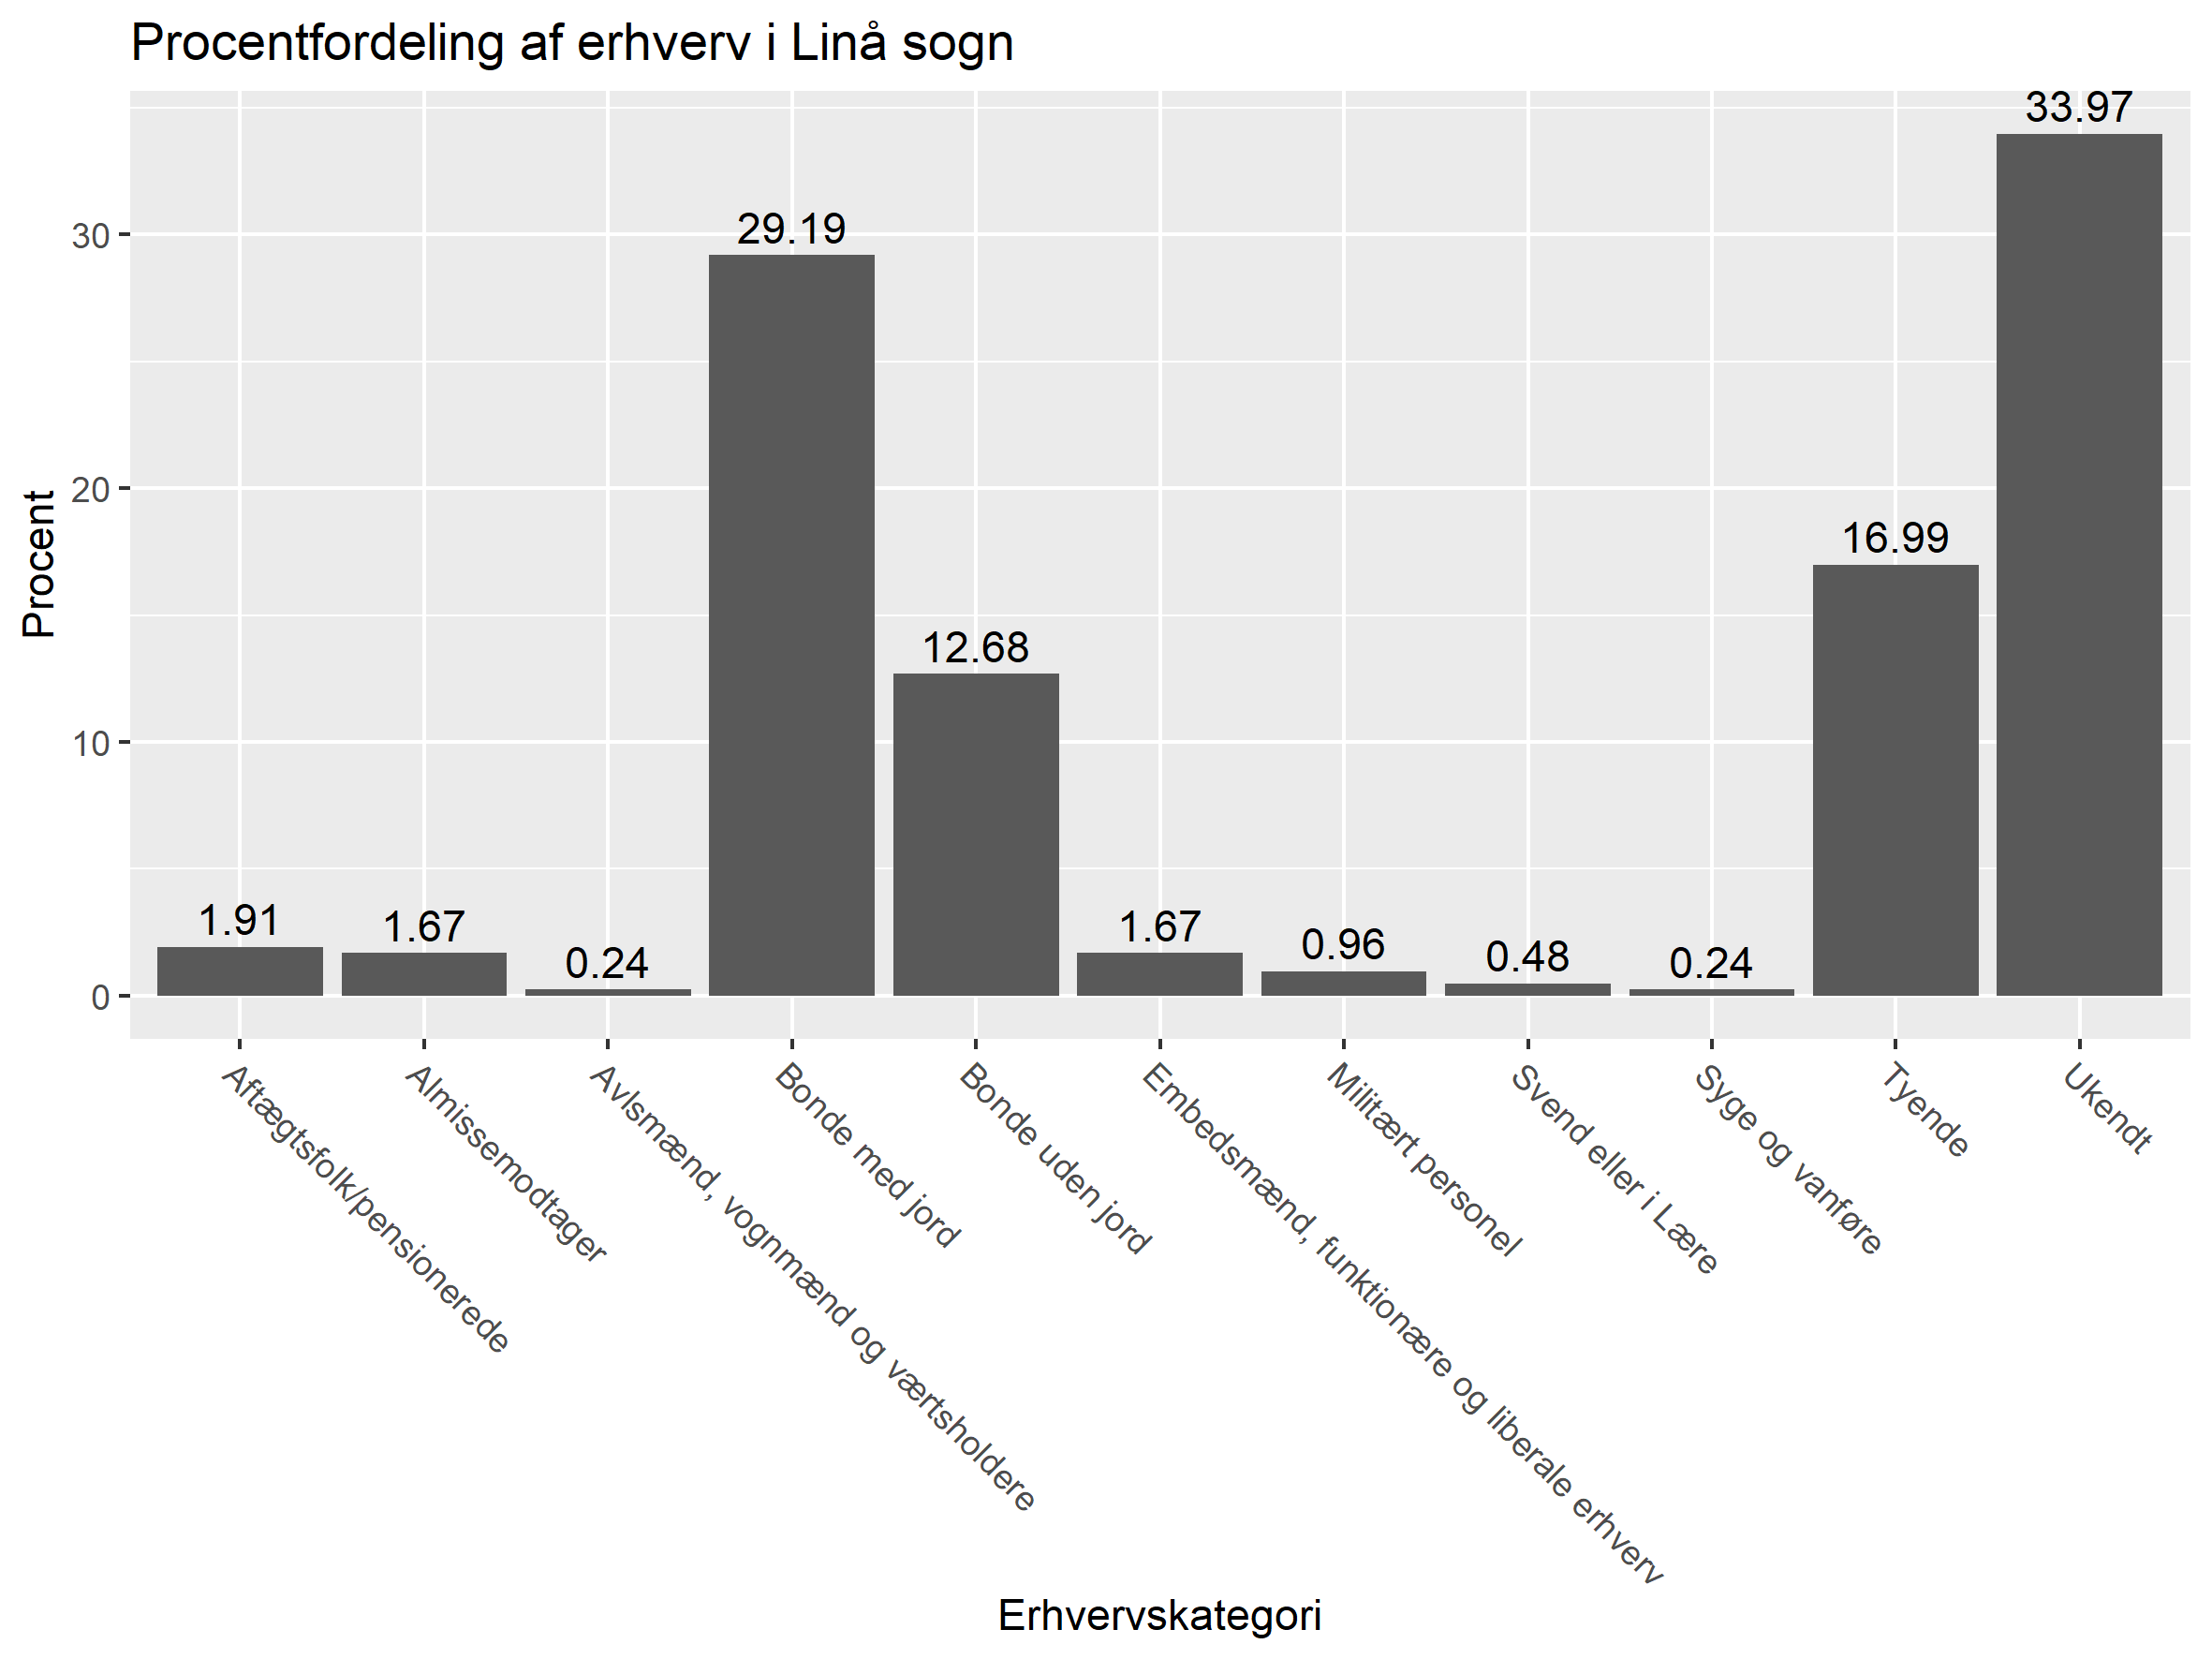 Procentfordeling af erhverv i Linå sogn
Procent
30
20
10
0
1.91
1.67
0.24
29.19
12.68
1.67
0.96
0.48
0.24
16.99
33.97
Aftægtsfolk/pensionerede
Almissemodtager
Avlsmænd, vognmænd og værtsholdere
Bonde med jord
Bonde uden jord
Embedsmænd, funktionære og liberale erhverv
Militært personel
Svend eller i Lære
Syge og vanføre
Tyende
Ukendt
Erhvervskategori